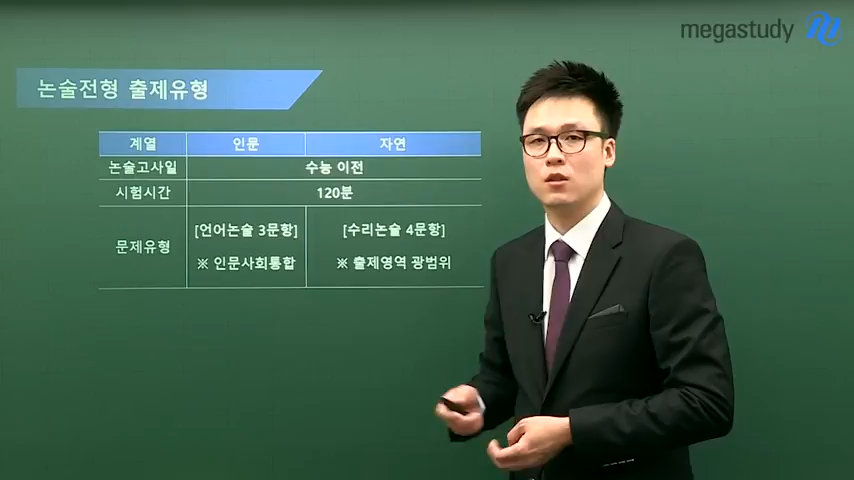 megastudy
논술전형 출제유형
계열 인문 자연
논술고사일 수능 이전
시험시간 120분
문제유형
[언어논술 3문항] [수리논술 4문항]
※ 인문사회통합 ※ 출제영역 광범위